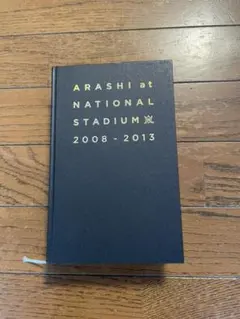 ARASHI at
NATIONAL
STADIUM
2008 - 2013